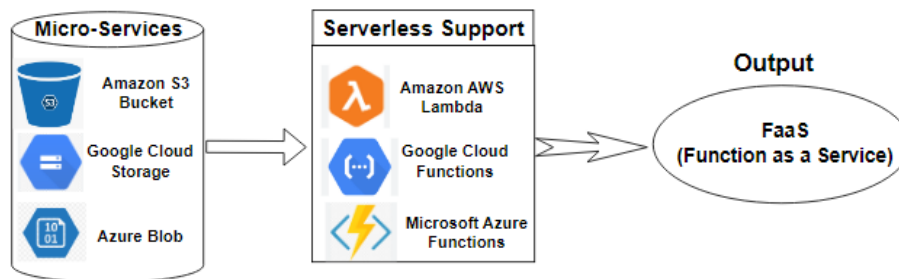 Micro-Services
Amazon S3
Bucket
S3
Google Cloud
Storage
10
01
Azure Blob
Serverless Support
λ
Amazon AWS
Lambda
(...)
Google Cloud
Functions
Microsoft Azure
Functions
Output
FaaS
(Function as a Service)